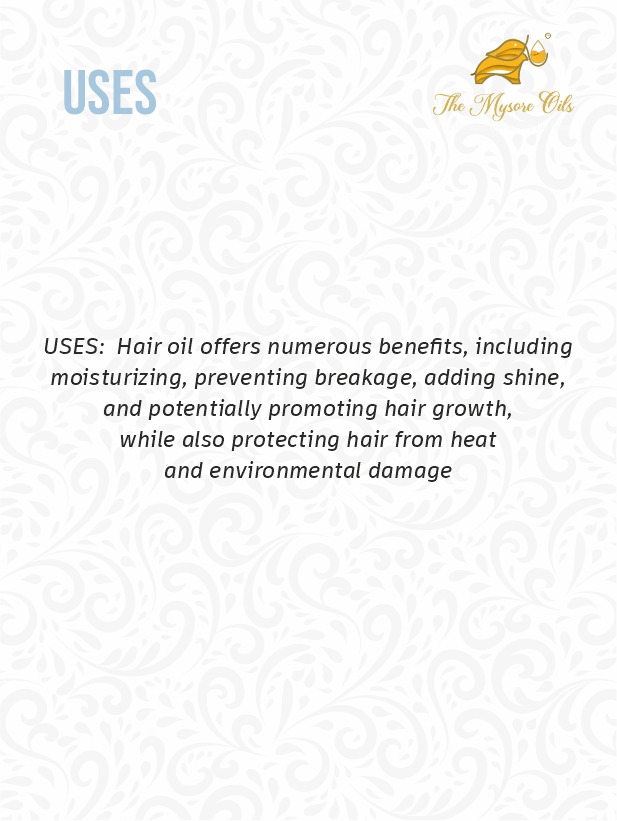 USES
The Mysore Oils
USES:  Hair oil offers numerous benefits, including
moisturizing, preventing breakage, adding shine,
and potentially promoting hair growth,
while also protecting hair from heat
and environmental damage